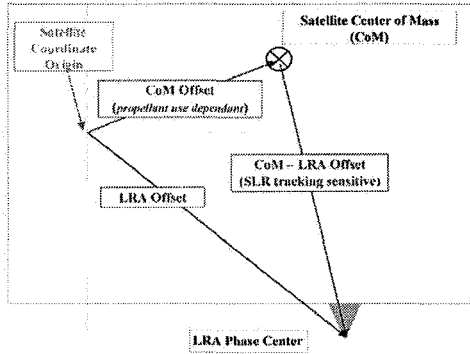 Satellite
Coordinate
Origin
Satellite Center of Mass
(CoM)
CoM Offset
(propellant use dependant)
CoM – LRA Offset
(SLR tracking sensitive)
LRA Offset
LRA Phase Center